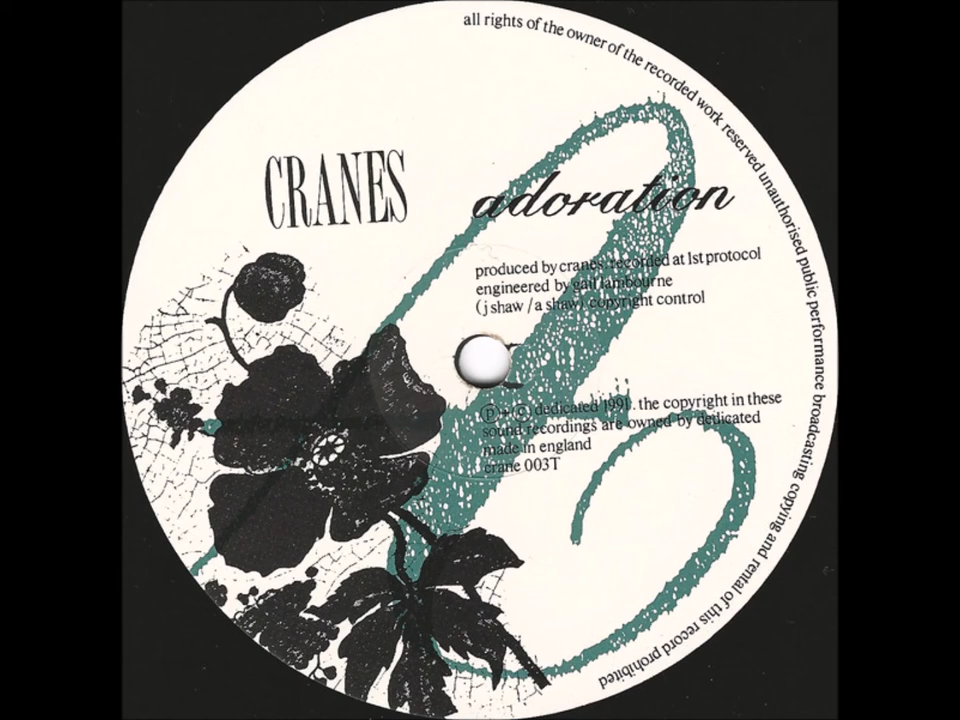 all rights of the owner of the recorded work reserved unauthorised public performance broadcasting copying and rental of this record prohibited
CRANES
adoration
produced by cranes. recorded at 1st protocol
engineered by gail lambourne
(j shaw / a shaw) copyright control
Ⓟ + Ⓒ dedicated 1991. the copyright in these
sound recordings are owned by dedicated
made in england
crane 003T